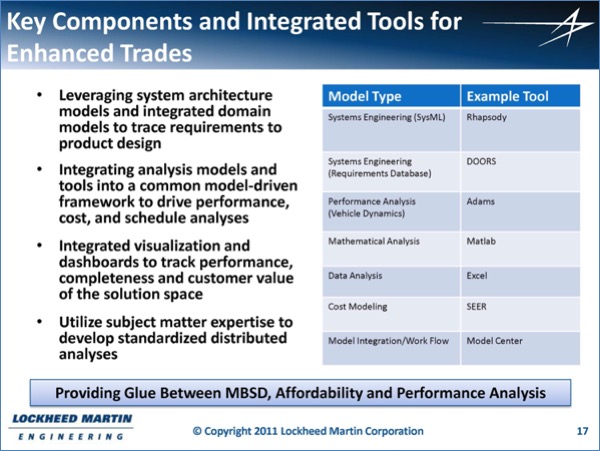 Key Components and Integrated Tools for
Enhanced Trades
• Leveraging system architecture
models and integrated domain
models to trace requirements to
product design
• Integrating analysis models and
tools into a common model-driven
framework to drive performance,
cost, and schedule analyses
• Integrated visualization and
dashboards to track performance,
completeness and customer value
of the solution space
• Utilize subject matter expertise to
develop standardized distributed
analyses
Model Type Example Tool
Systems Engineering (SysML) Rhapsody
Systems Engineering DOORS
(Requirements Database)
Performance Analysis Adams
(Vehicle Dynamics)
Mathematical Analysis Matlab
Data Analysis Excel
Cost Modeling SEER
Model Integration/Work Flow Model Center
Providing Glue Between MBSD, Affordability and Performance Analysis
LOCKHEED MARTIN
ENGINEERING
© Copyright 2011 Lockheed Martin Corporation
17